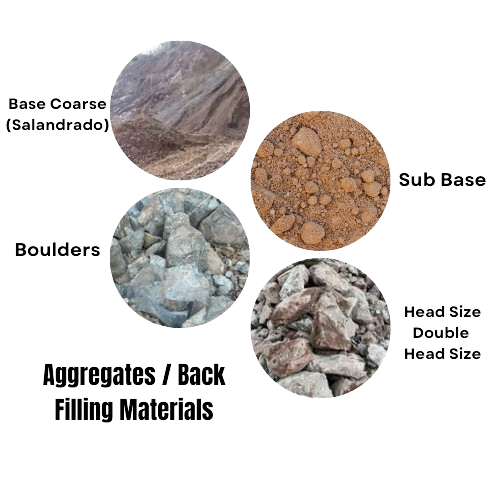 Base Coarse
(Salandrado)
Sub Base
Boulders
Head Size
Double
Head Size
Aggregates / Back
Filling Materials